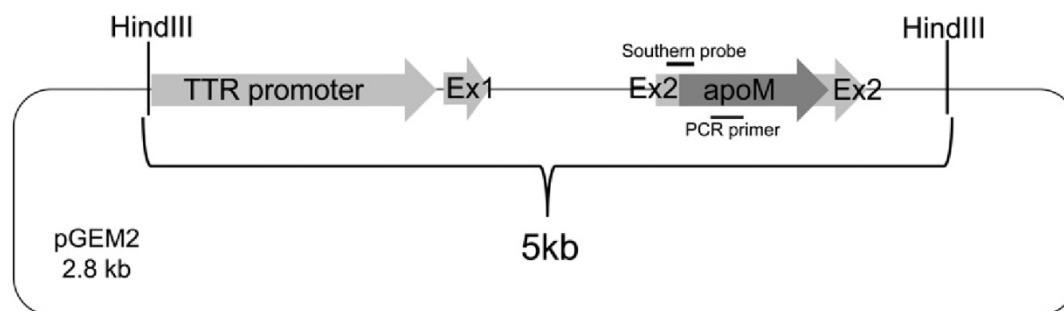 HindIII
HindIII
Southern probe
TTR promoter
Ex1
Ex2
apoM
Ex2
PCR primer
5kb
pGEM2
2.8 kb